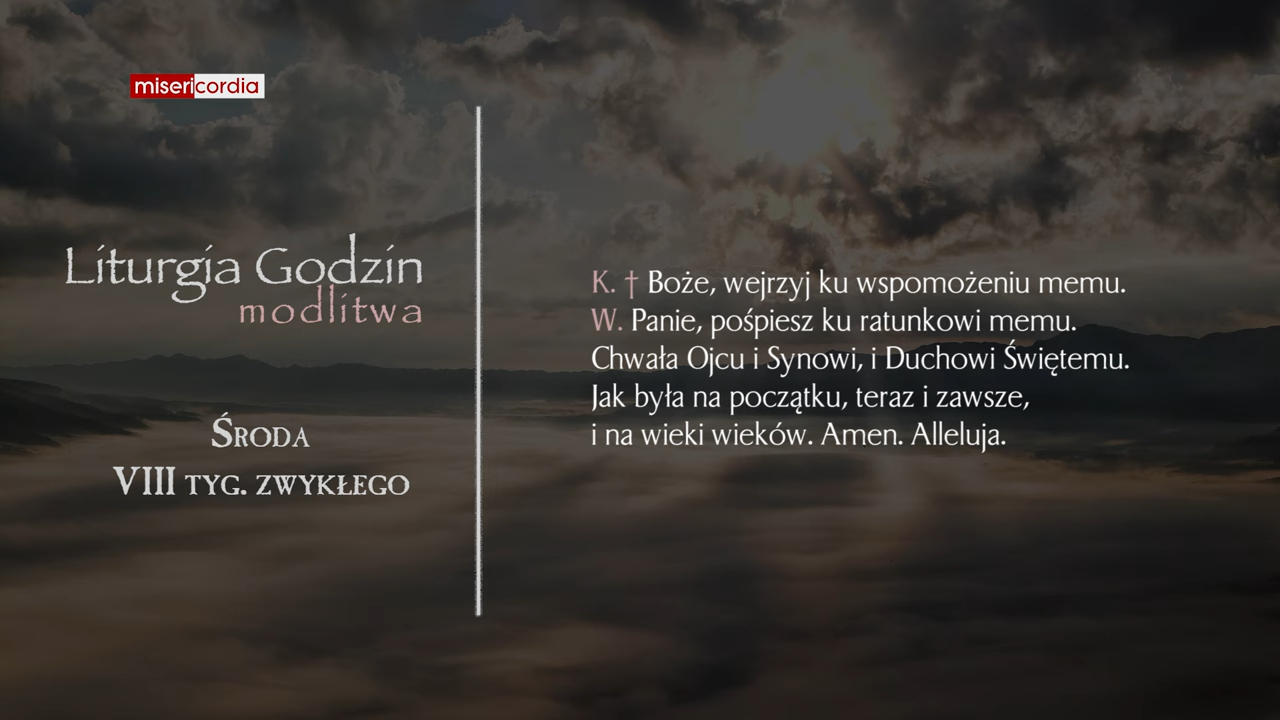 misericordia
Liturgia Godzin
modlitwa
Środa
VIII tyg. zwykłego
K. † Boże, wejrzyj ku wspomożeniu memu.
W. Panie, pośpiesz ku ratunkowi memu.
Chwała Ojcu i Synowi, i Duchowi Świętemu.
Jak była na początku, teraz i zawsze,
i na wieki wieków. Amen. Alleluja.